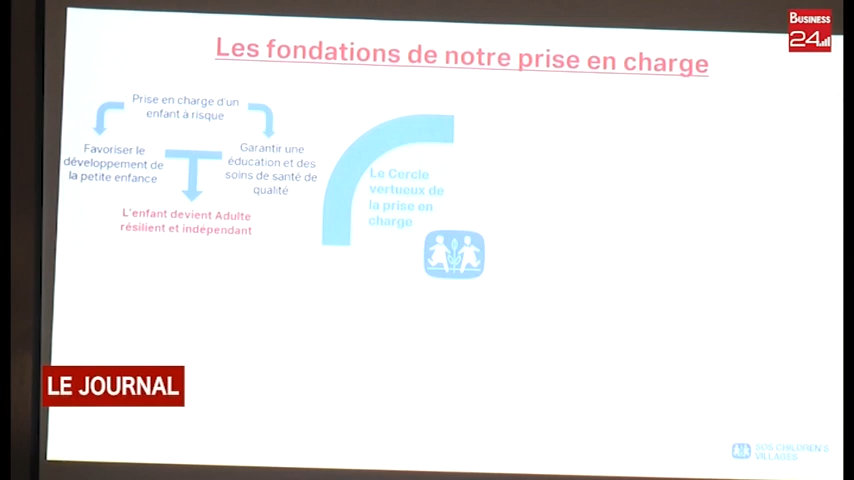 BUSINESS
24
Les fondations de notre prise en charge
Prise en charge d'un
enfant à risque
Favoriser le
développement de
la petite enfance
Garantir une
éducation et des
soins de santé de
qualité
L'enfant devient Adulte
résilient et indépendant
Le Cercle
vertueux de
la prise en
charge
LE JOURNAL
SOS CHILDREN'S
VILLAGES